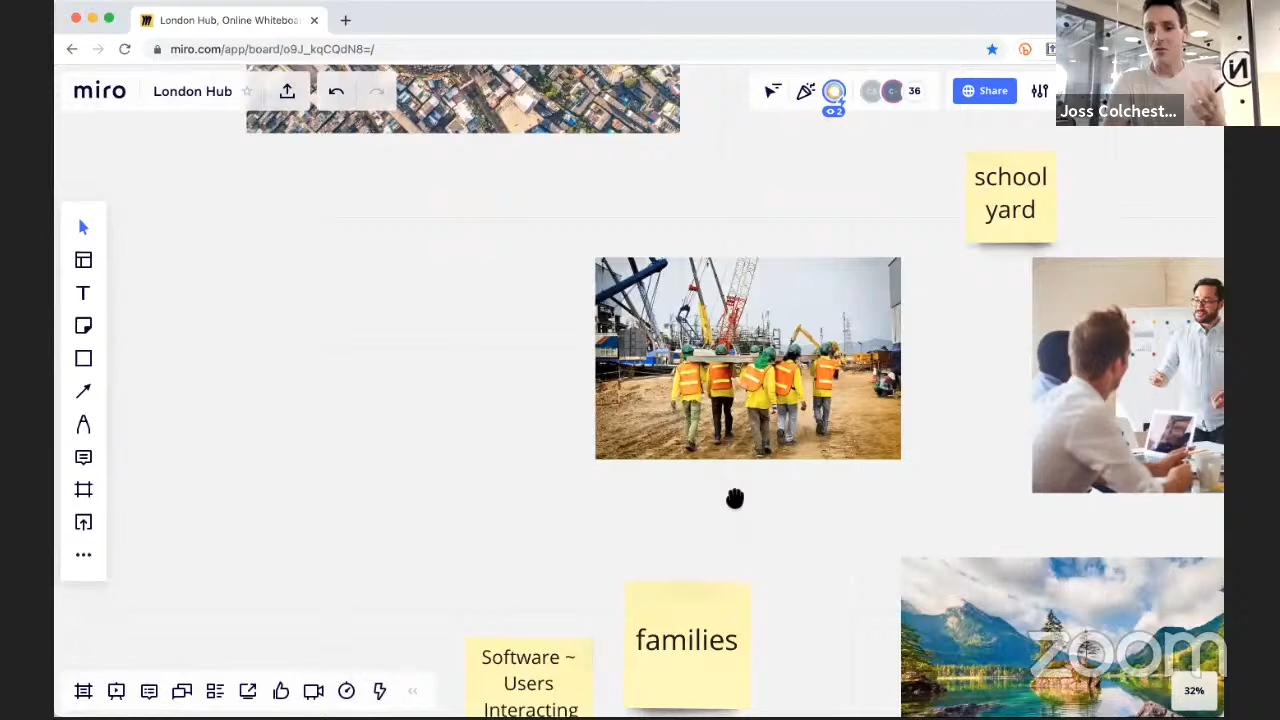 London Hub, Online Whiteboa
miro.com/app/board/o9J_kqCQdN8=/
miro
London Hub
36
Share
2
Joss Colchest...
school
yard
families
Software ~
Users
Interacting
zoom
32%